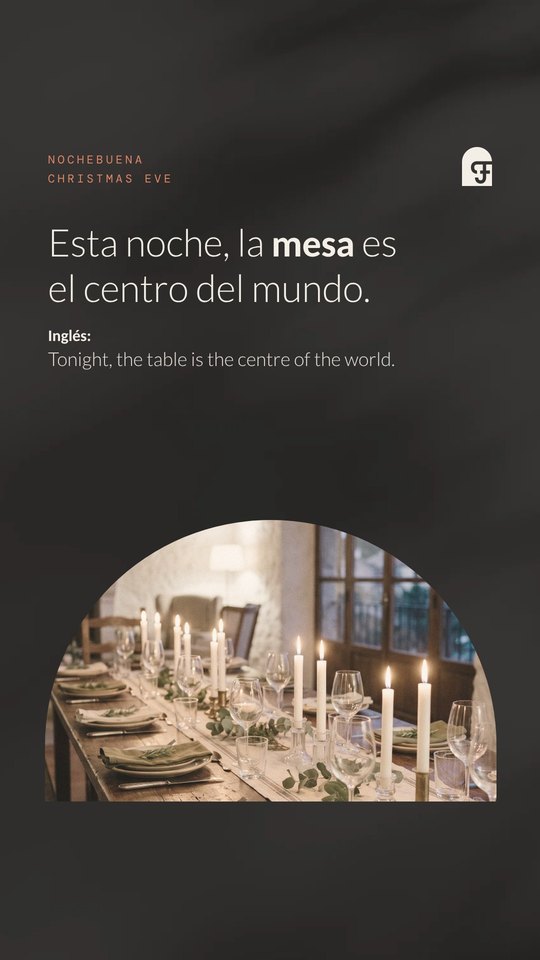 NOCHEBUENA
CHRISTMAS EVE
Esta noche, la mesa es
el centro del mundo.
Inglés:
Tonight, the table is the centre of the world.